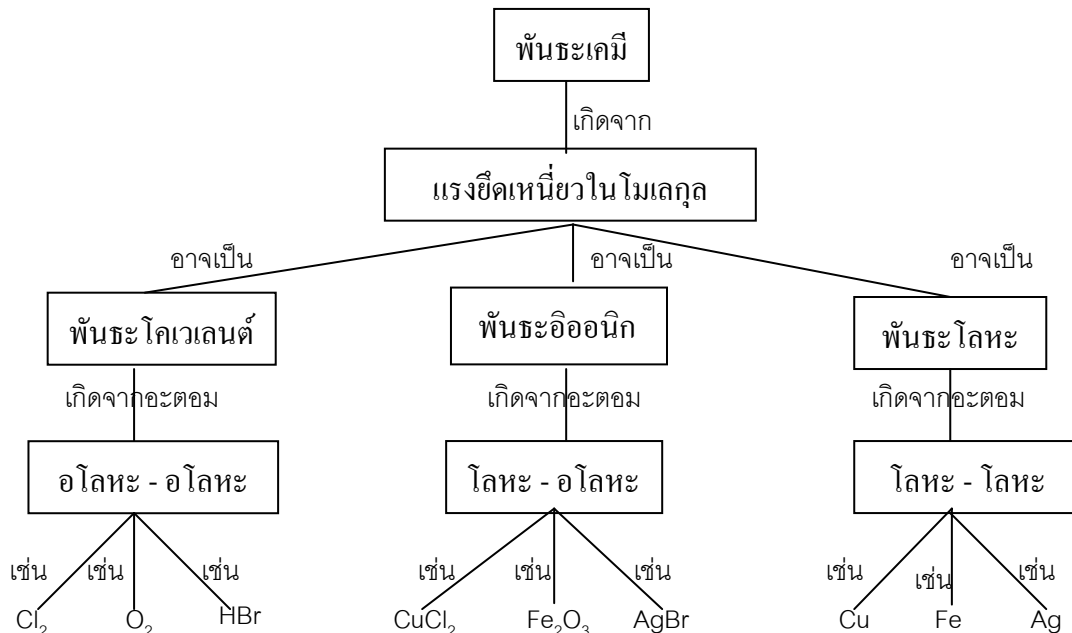 พันธะเคมี
เกิดจาก
แรงยึดเหนี่ยวในโมเลกุล
อาจเป็น อาจเป็น อาจเป็น
พันธะโคเวเลนต์ พันธะอิออนิก พันธะโลหะ
เกิดจากอะตอม เกิดจากอะตอม เกิดจากอะตอม
อโลหะ - อโลหะ โลหะ - อโลหะ โลหะ - โลหะ
เช่น เช่น เช่น เช่น เช่น เช่น เช่น เช่น เช่น
Cl₂ O₂ HBr CuCl₂ Fe₂O₃ AgBr Cu Fe Ag